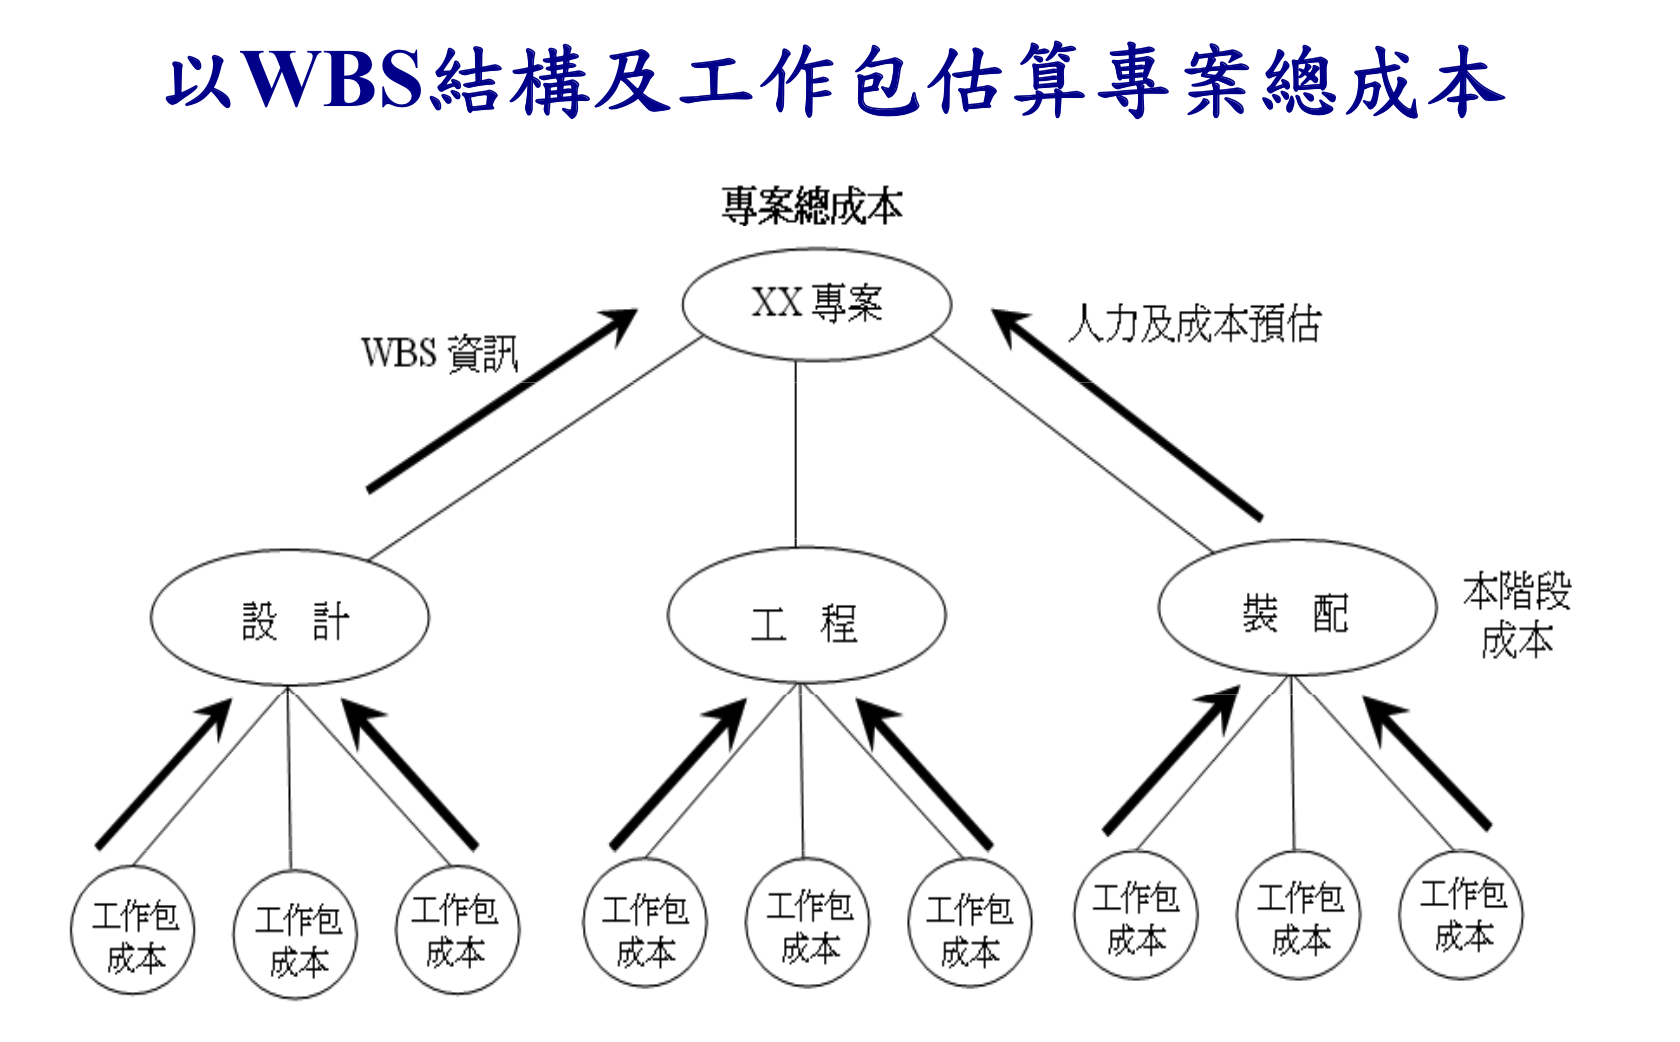 以WBS結構及工作包估算專案總成本
專案總成本
XX 專案
WBS 資訊
人力及成本預估
設 計
工 程
裝 配
本階段
成本
工作包
成本
工作包
成本
工作包
成本
工作包
成本
工作包
成本
工作包
成本
工作包
成本
工作包
成本
工作包
成本